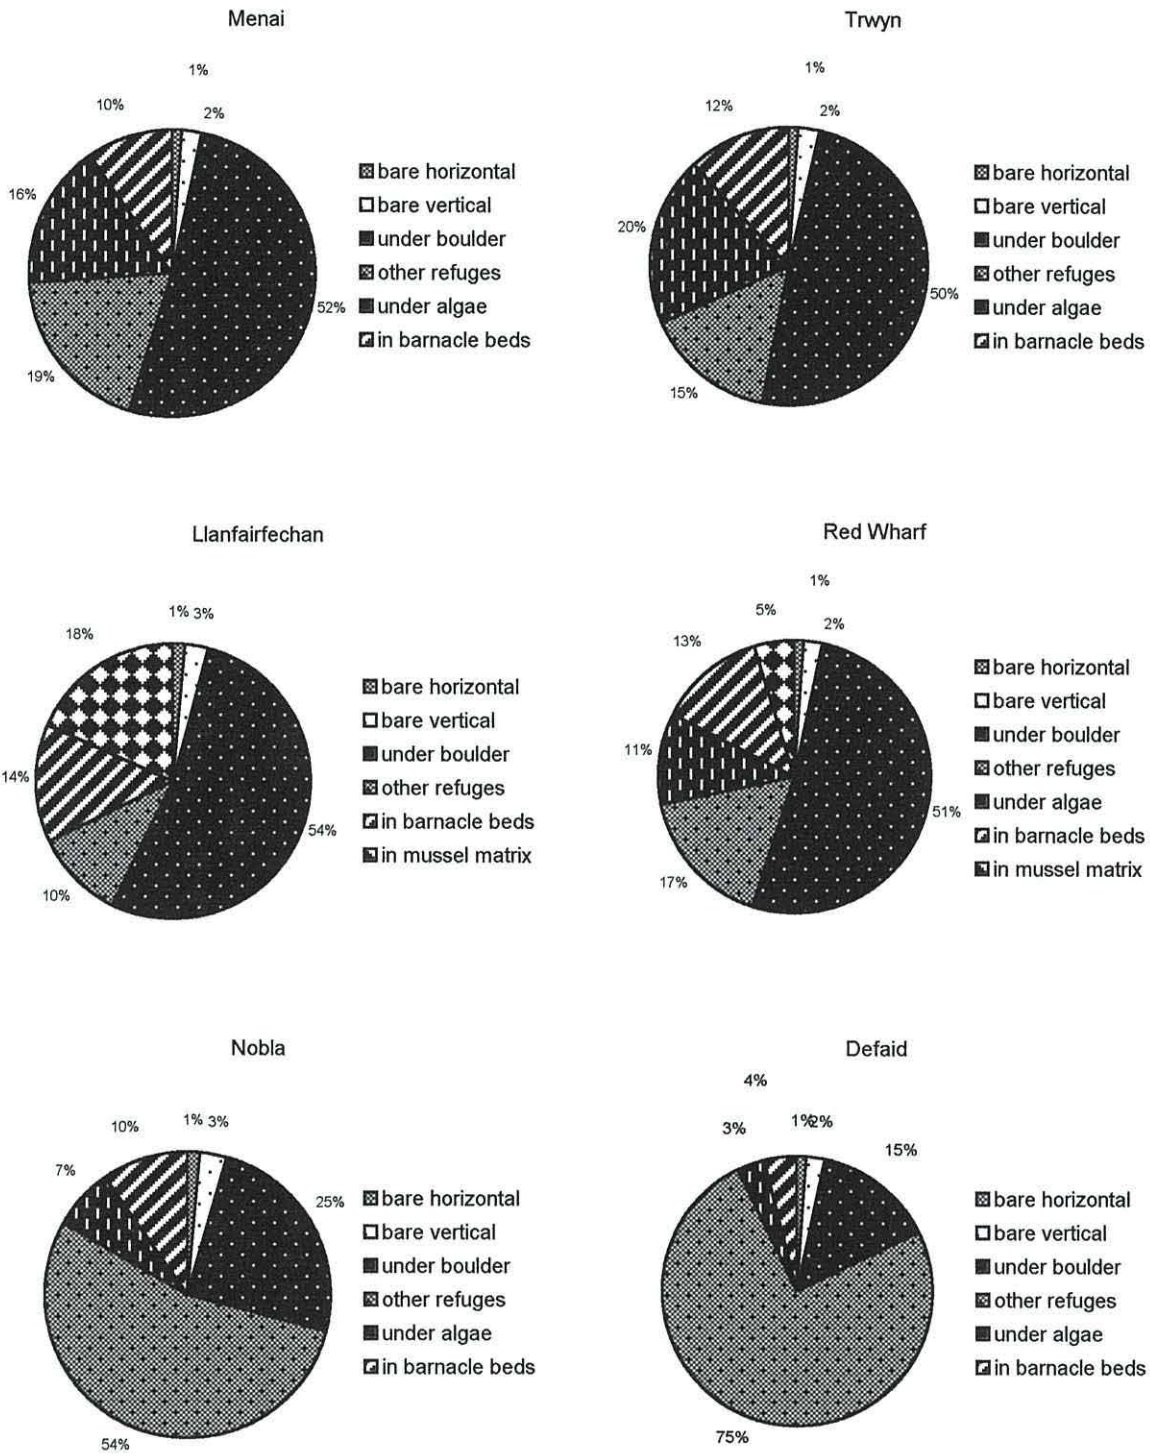 Menai
1%
10%
2%
16%
52%
19%
bare horizontal
bare vertical
under boulder
other refuges
under algae
in barnacle beds
Trwyn
1%
12%
2%
20%
50%
15%
bare horizontal
bare vertical
under boulder
other refuges
under algae
in barnacle beds
Llanfairfechan
1% 3%
18%
14%
54%
10%
bare horizontal
bare vertical
under boulder
other refuges
in barnacle beds
in mussel matrix
Red Wharf
1%
5%
2%
13%
11%
51%
17%
bare horizontal
bare vertical
under boulder
other refuges
under algae
in barnacle beds
in mussel matrix
Nobla
1% 3%
10%
7%
25%
54%
bare horizontal
bare vertical
under boulder
other refuges
under algae
in barnacle beds
Defaid
4%
1% 2%
3%
15%
75%
bare horizontal
bare vertical
under boulder
other refuges
under algae
in barnacle beds